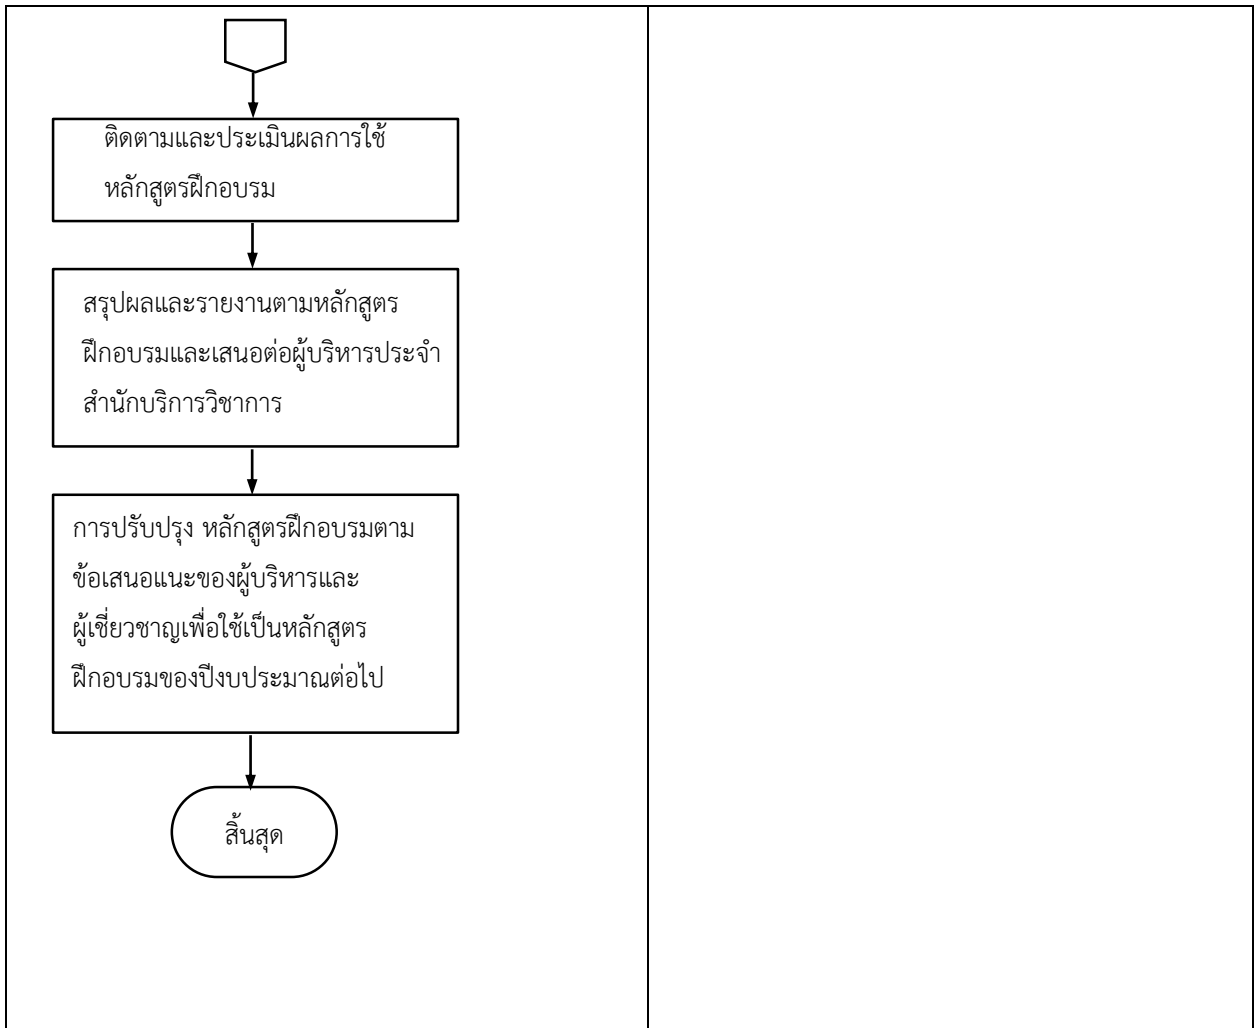 ติดตามและประเมินผลการใช้
หลักสูตรฝึกอบรม
สรุปผลและรายงานตามหลักสูตร
ฝึกอบรมและเสนอต่อผู้บริหารประจำ
สำนักบริการวิชาการ
การปรับปรุง หลักสูตรฝึกอบรมตาม
ข้อเสนอแนะของผู้บริหารและ
ผู้เชี่ยวชาญเพื่อใช้เป็นหลักสูตร
ฝึกอบรมของปีงบประมาณต่อไป
สิ้นสุด